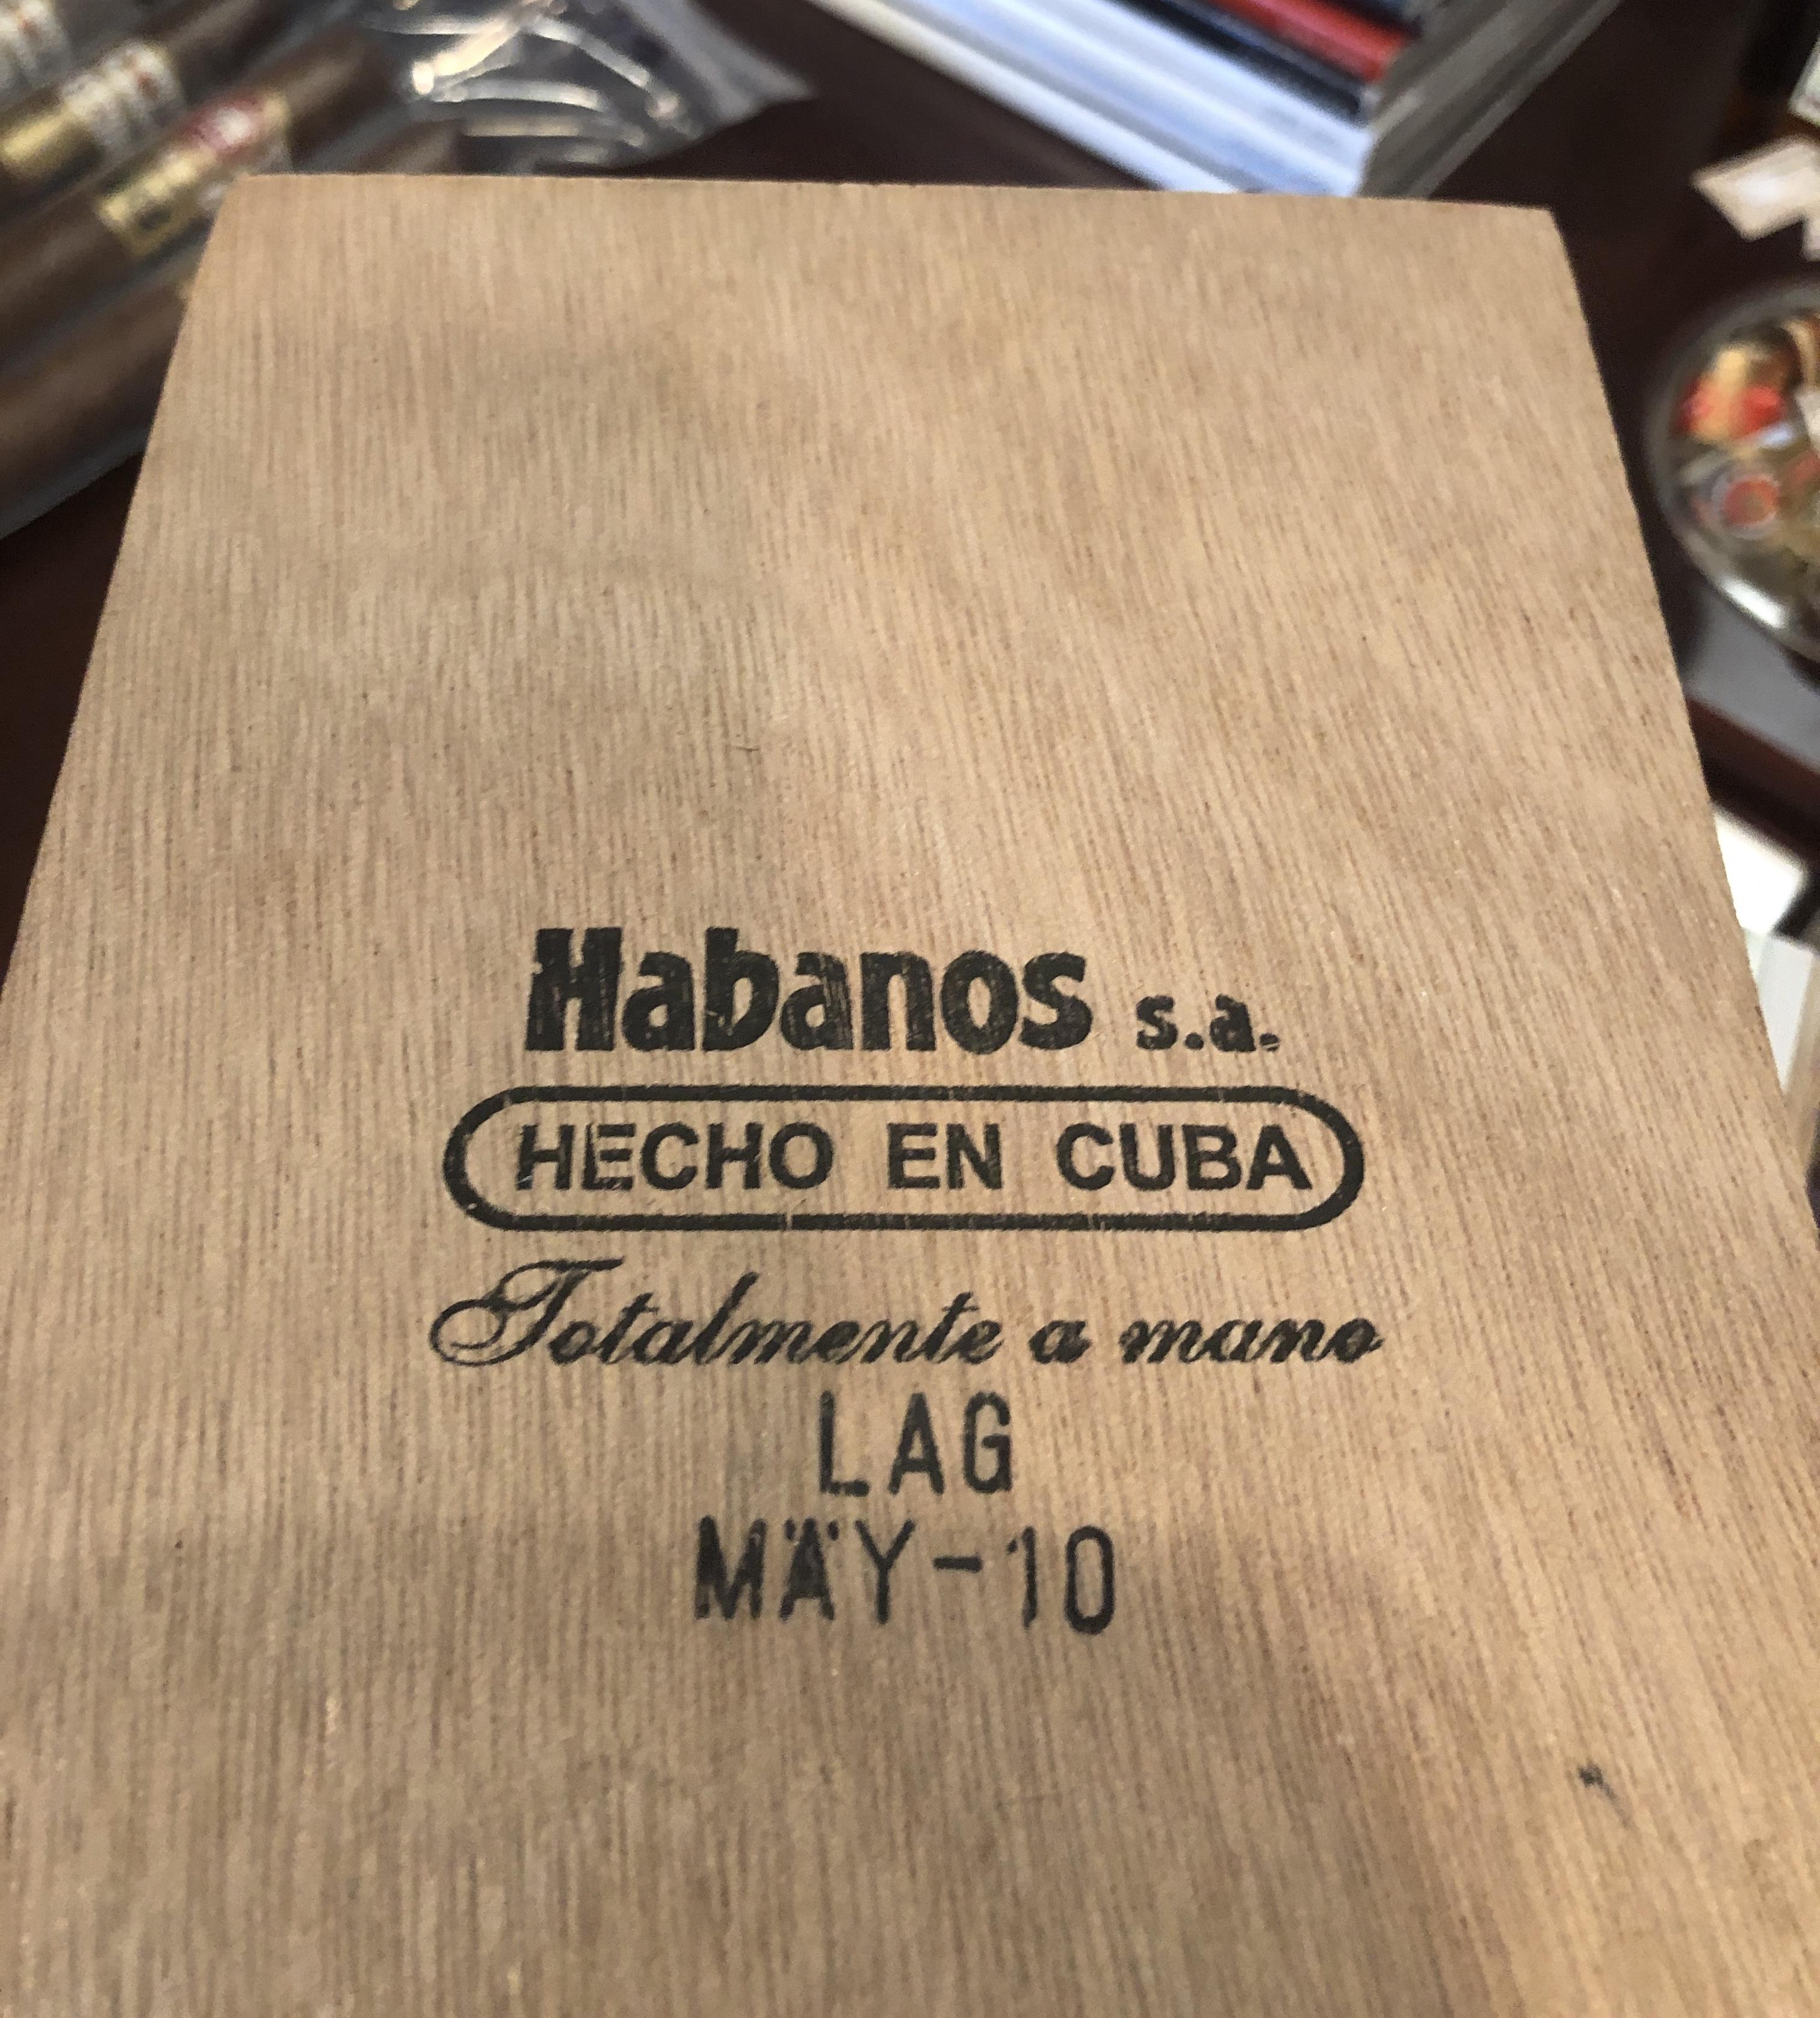 Habanos s.a.
HECHO EN CUBA
Totalmente a mano
LAG
MÄY-10